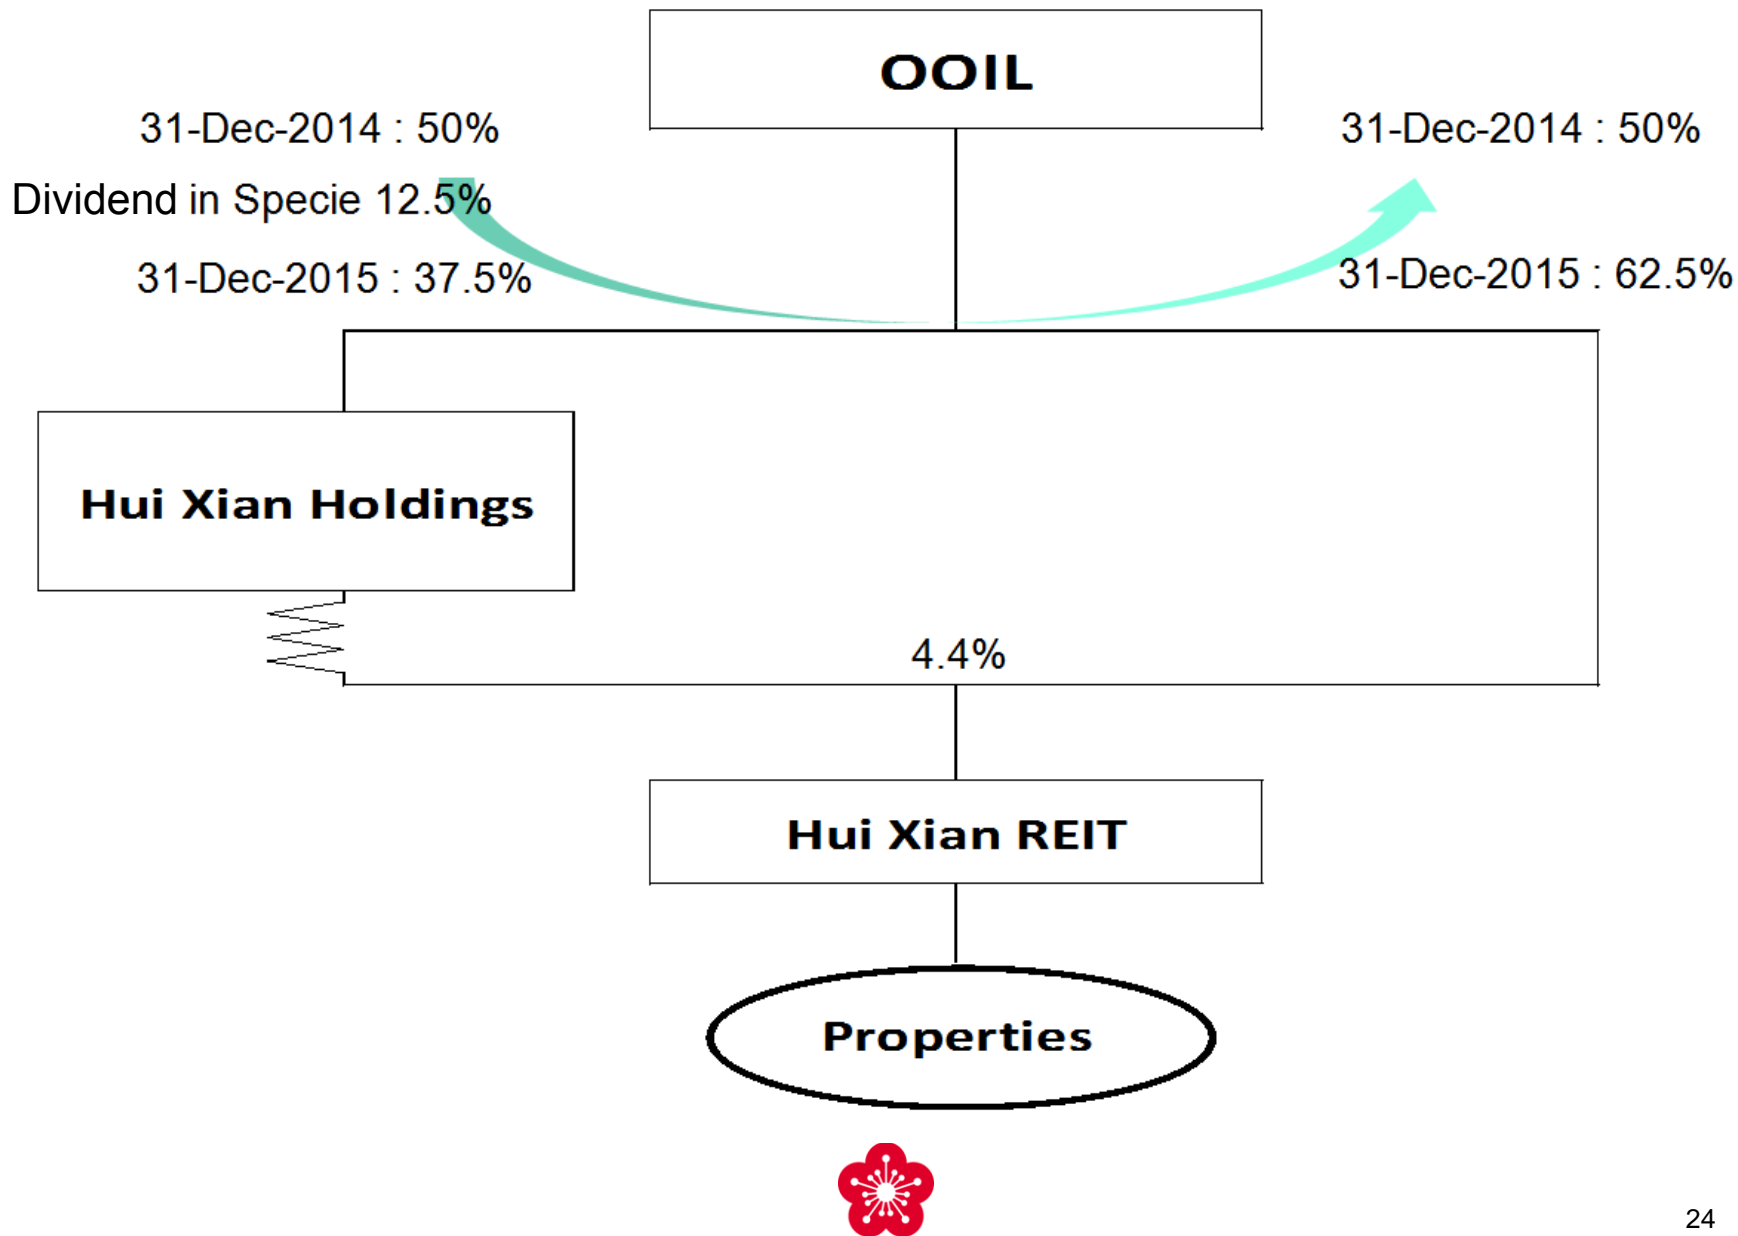 OOIL
31-Dec-2014 : 50%
31-Dec-2014 : 50%
Dividend in Specie 12.5%
31-Dec-2015 : 37.5%
31-Dec-2015 : 62.5%
Hui Xian Holdings
4.4%
Hui Xian REIT
Properties
24